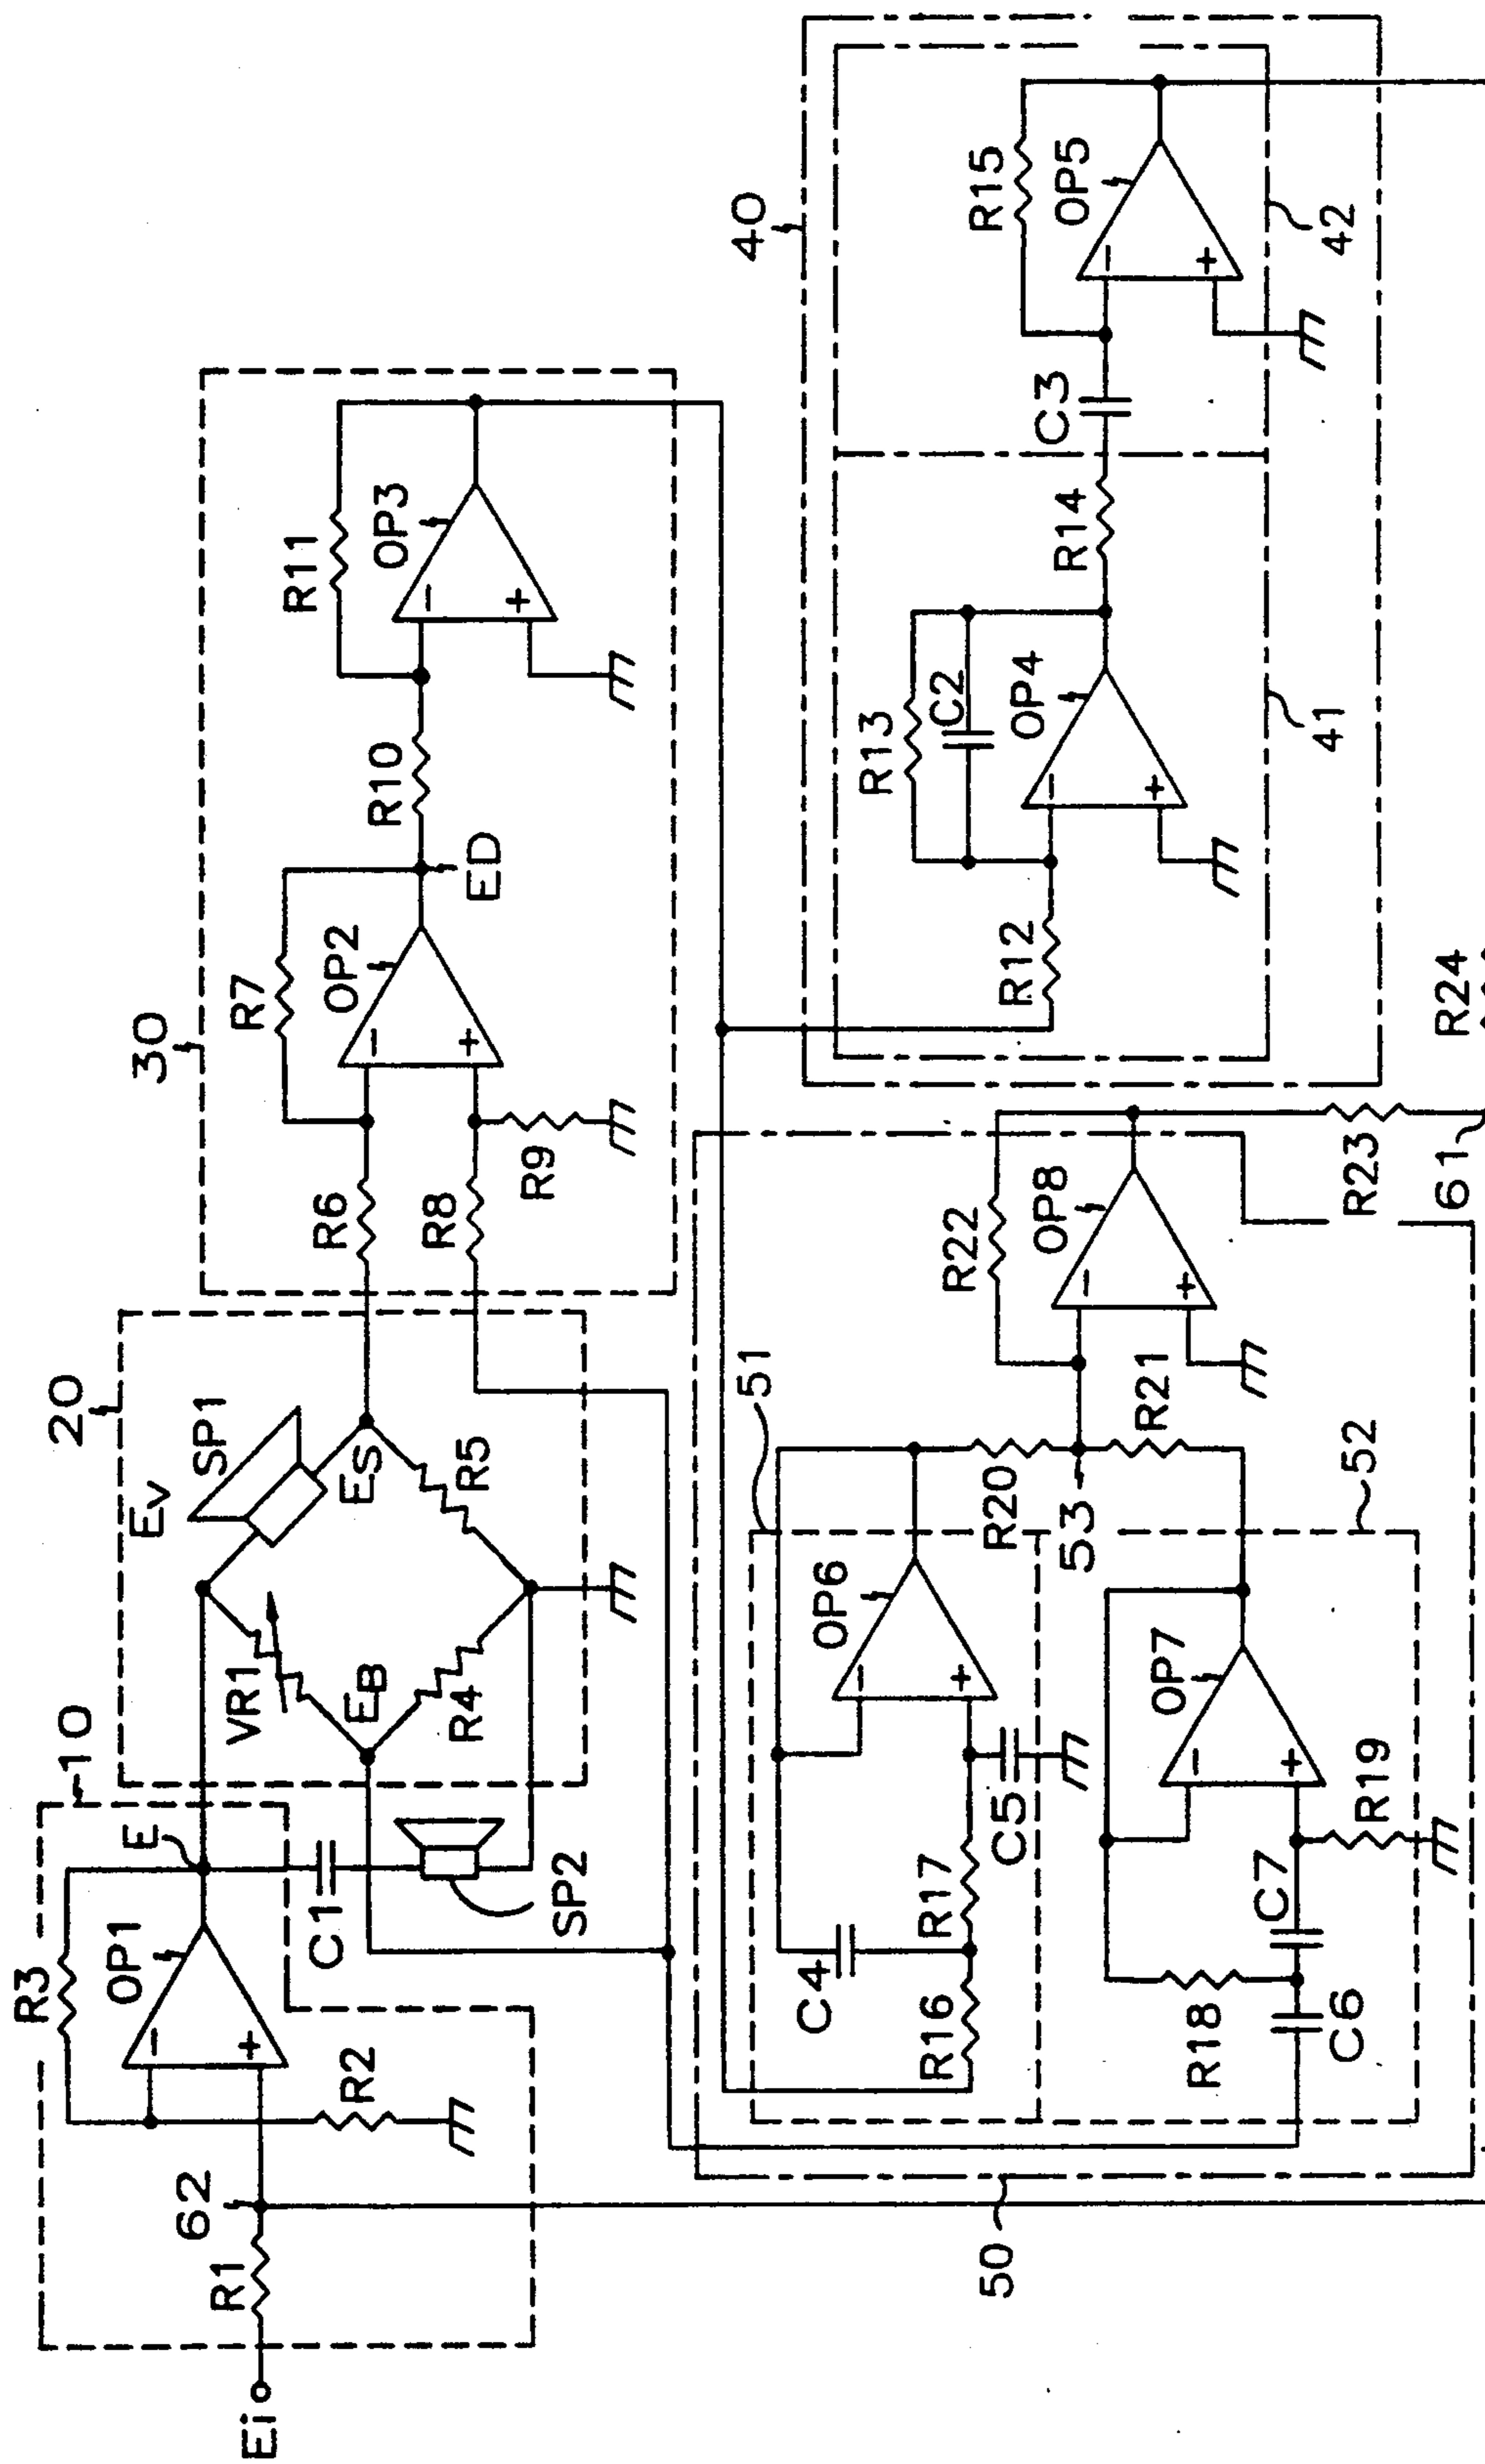 Ei
R1
62
R2
R3
OP1
−
+
E
10
C1
SP2
20
Ev
SP1
VR1
ES
EB
R4
R5
30
R6
R7
R8
R9
OP2
−
+
ED
R10
R11
OP3
−
+
40
R12
R13
C2
OP4
−
+
R14
41
C3
R15
OP5
−
+
42
50
51
R16
C4
R17
C5
OP6
−
+
R20
53
R21
R22
OP8
−
+
52
C6
R18
C7
R19
OP7
−
+
R23
61
R24